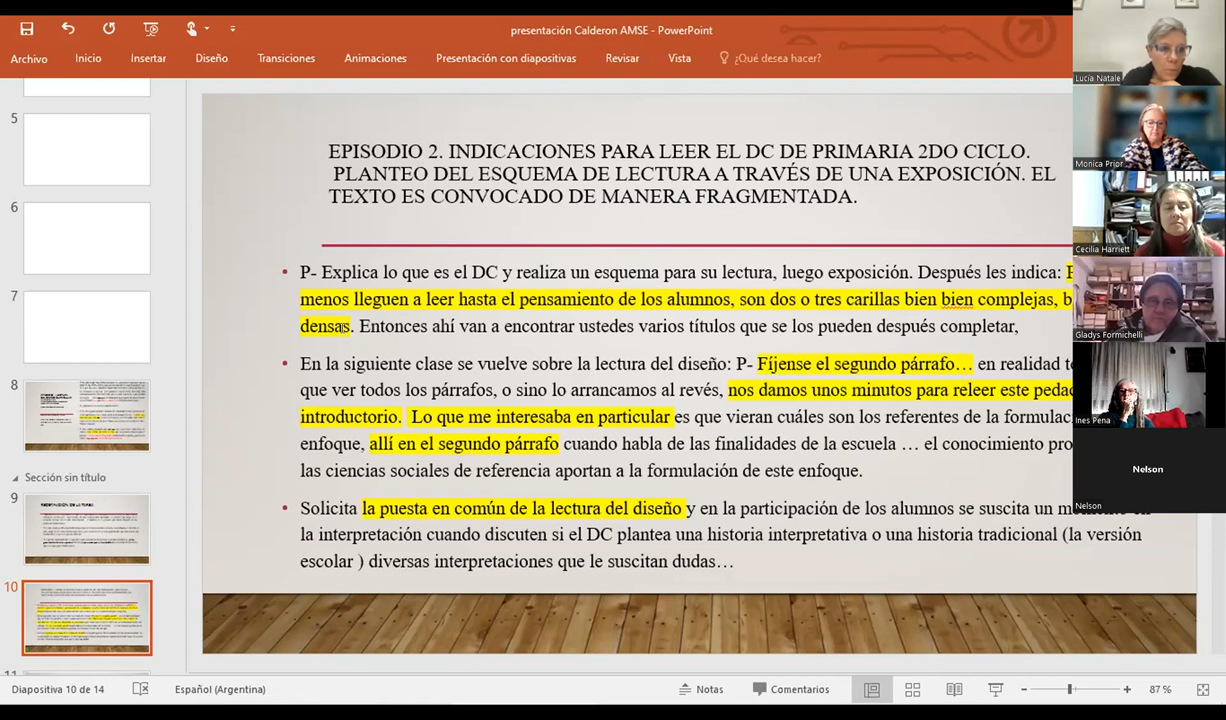 presentación Calderon AMSE - PowerPoint
Archivo Inicio Insertar Diseño Transiciones Animaciones Presentación con diapositivas Revisar Vista ¿Qué desea hacer?
Lucía Natale
Monica Prior
Cecilia Harriett
Gladys Formichelli
Ines Pena
Nelson
Nelson
5
6
7
8
Sección sin título
9
10
11
EPISODIO 2. INDICACIONES PARA LEER EL DC DE PRIMARIA 2DO CICLO.
PLANTEO DEL ESQUEMA DE LECTURA A TRAVÉS DE UNA EXPOSICIÓN. EL
TEXTO ES CONVOCADO DE MANERA FRAGMENTADA.
• P- Explica lo que es el DC y realiza un esquema para su lectura, luego exposición. Después les indica:
menos lleguen a leer hasta el pensamiento de los alumnos, son dos o tres carillas bien bien complejas,
densas. Entonces ahí van a encontrar ustedes varios títulos que se los pueden después completar,
• En la siguiente clase se vuelve sobre la lectura del diseño: P- Fíjense el segundo párrafo… en realidad
que ver todos los párrafos, o sino lo arrancamos al revés, nos damos unos minutos para releer este
introductorio. Lo que me interesaba en particular es que vieran cuáles son los referentes de la
enfoque, allí en el segundo párrafo cuando habla de las finalidades de la escuela … el conocimiento
las ciencias sociales de referencia aportan a la formulación de este enfoque.
• Solicita la puesta en común de la lectura del diseño y en la participación de los alumnos se suscita un
la interpretación cuando discuten si el DC plantea una historia interpretativa o una historia tradicional (la versión
escolar ) diversas interpretaciones que le suscitan dudas…
Diapositiva 10 de 14 Español (Argentina) Notas Comentarios 87 %